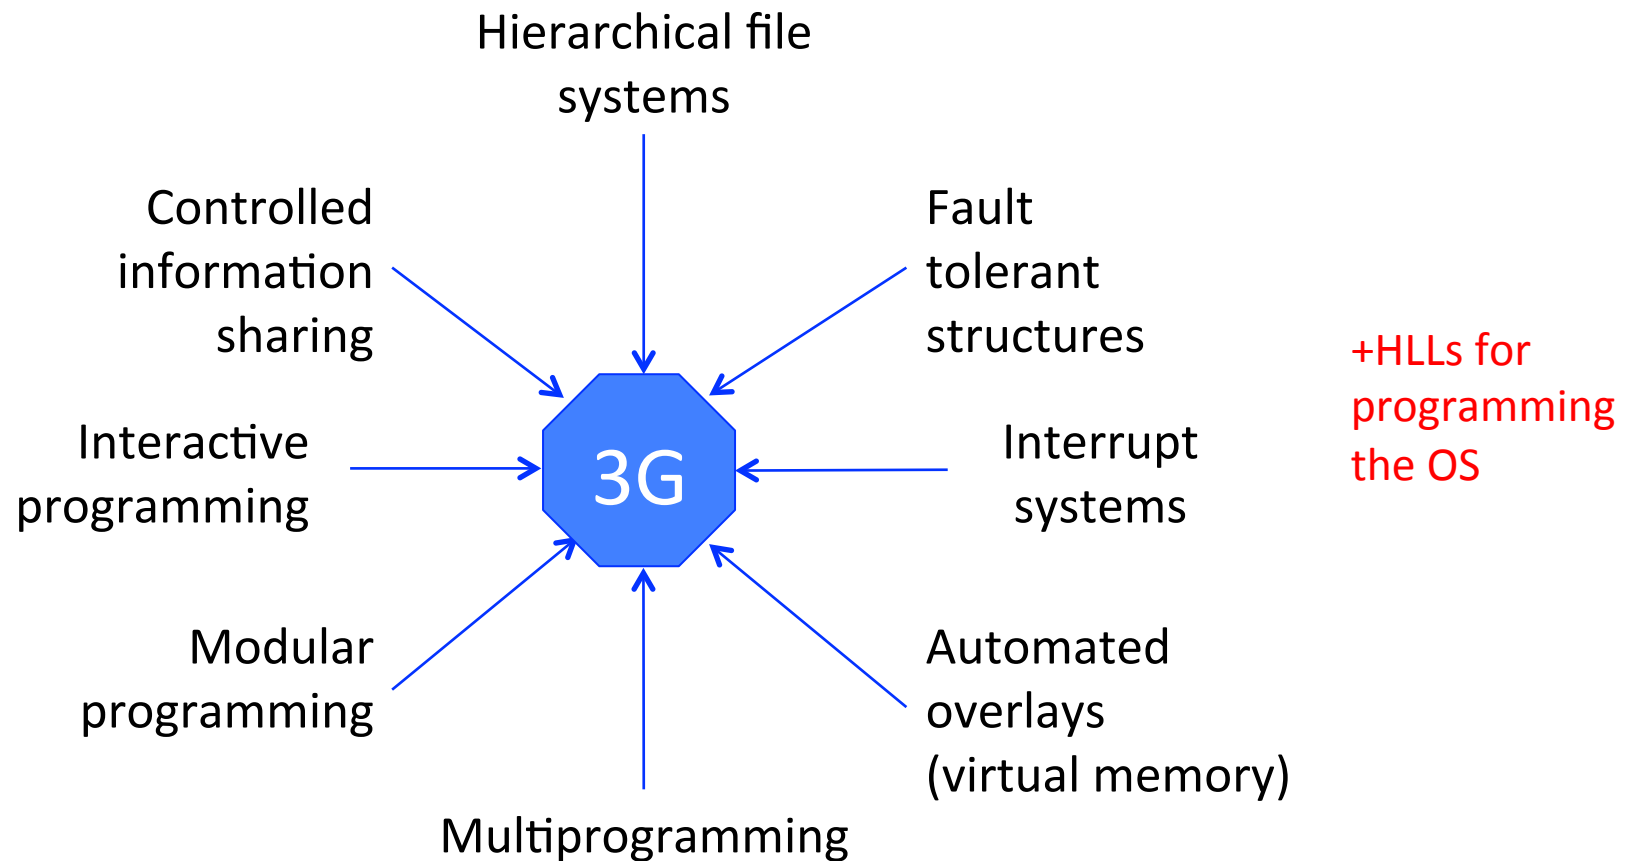 Hierarchical file
systems
Controlled
information
sharing
Fault
tolerant
structures
+HLLs for
programming
the OS
Interactive
programming
3G
Interrupt
systems
Modular
programming
Automated
overlays
(virtual memory)
Multiprogramming